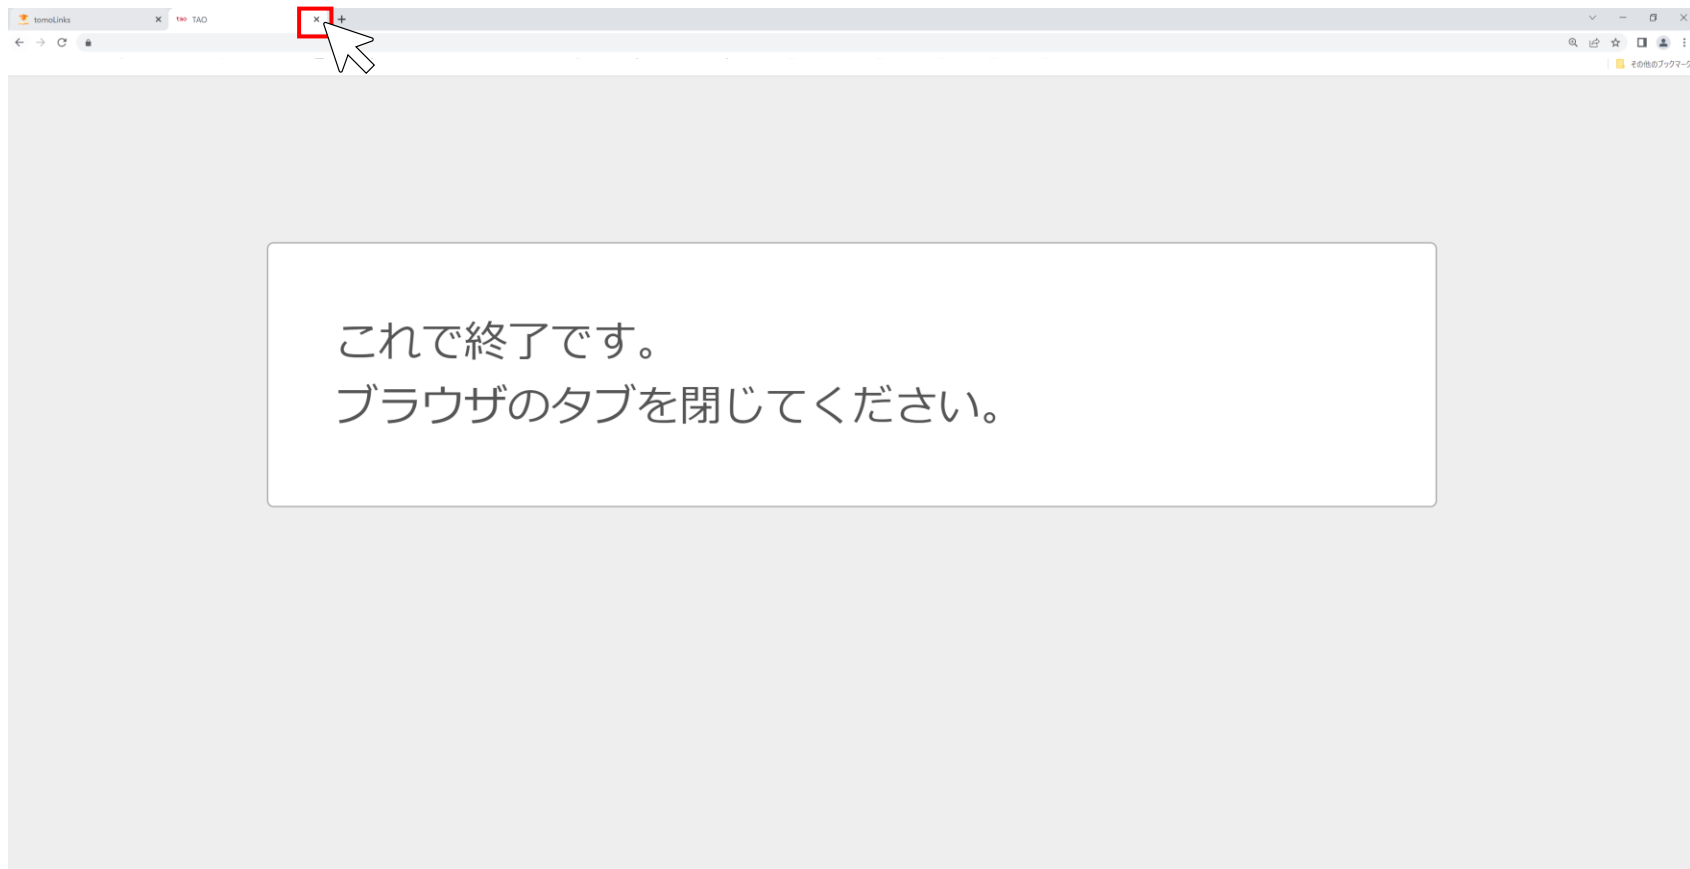 tomoLinks
tao TAO
その他のブックマーク
これで終了です。
ブラウザのタブを閉じてください。